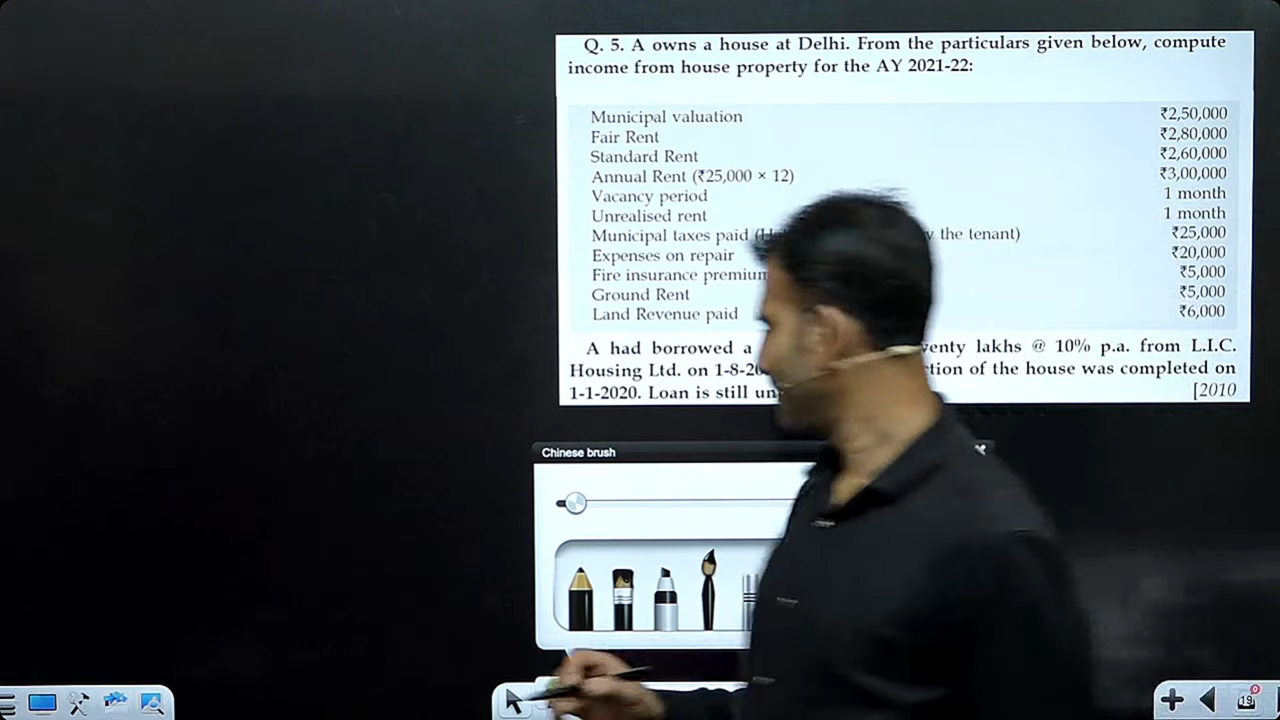 Q. 5. A owns a house at Delhi. From the particulars given below, compute
income from house property for the AY 2021-22:
Municipal valuation ₹2,50,000
Fair Rent ₹2,80,000
Standard Rent ₹2,60,000
Annual Rent (₹25,000 × 12) ₹3,00,000
Vacancy period 1 month
Unrealised rent 1 month
Municipal taxes paid the tenant) ₹25,000
Expenses on repair ₹20,000
Fire insurance premium ₹5,000
Ground Rent ₹5,000
Land Revenue paid ₹6,000
A had borrowed a lakhs @ 10% p.a. from L.I.C.
Housing Ltd. on of the house was completed on
1-1-2020. Loan is still [2010
Chinese brush
19